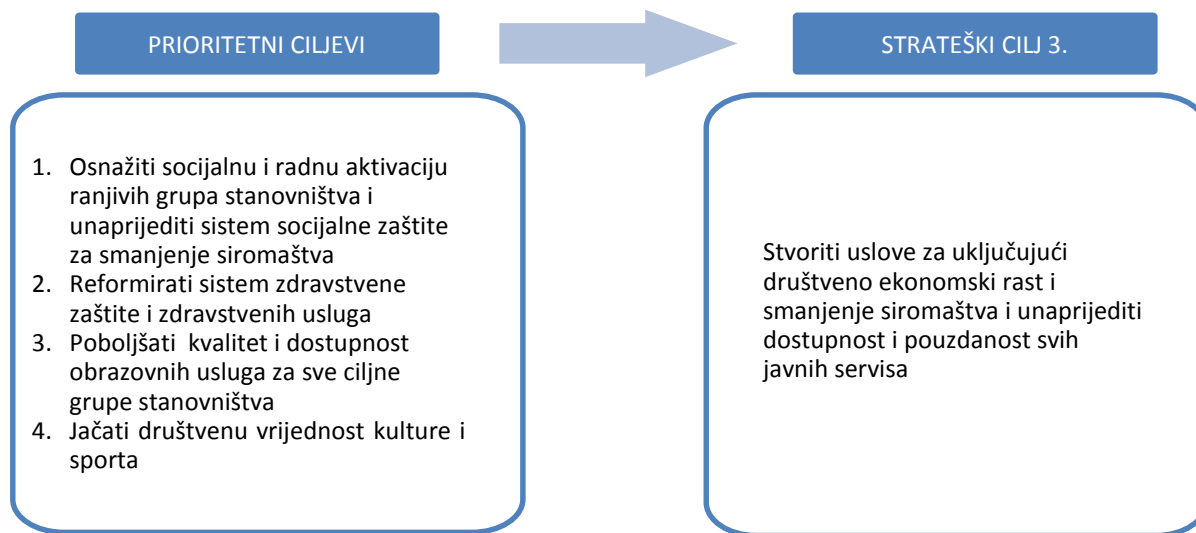 PRIORITETNI CILJEVI
1. Osnažiti socijalnu i radnu aktivaciju
ranjivih grupa stanovništva i
unaprijediti sistem socijalne zaštite
za smanjenje siromaštva
2. Reformirati sistem zdravstvene
zaštite i zdravstvenih usluga
3. Poboljšati kvalitet i dostupnost
obrazovnih usluga za sve ciljne
grupe stanovništva
4. Jačati društvenu vrijednost kulture i
sporta
STRATEŠKI CILJ 3.
Stvoriti uslove za uključujući
društveno ekonomski rast i
smanjenje siromaštva i unaprijediti
dostupnost i pouzdanost svih
javnih servisa